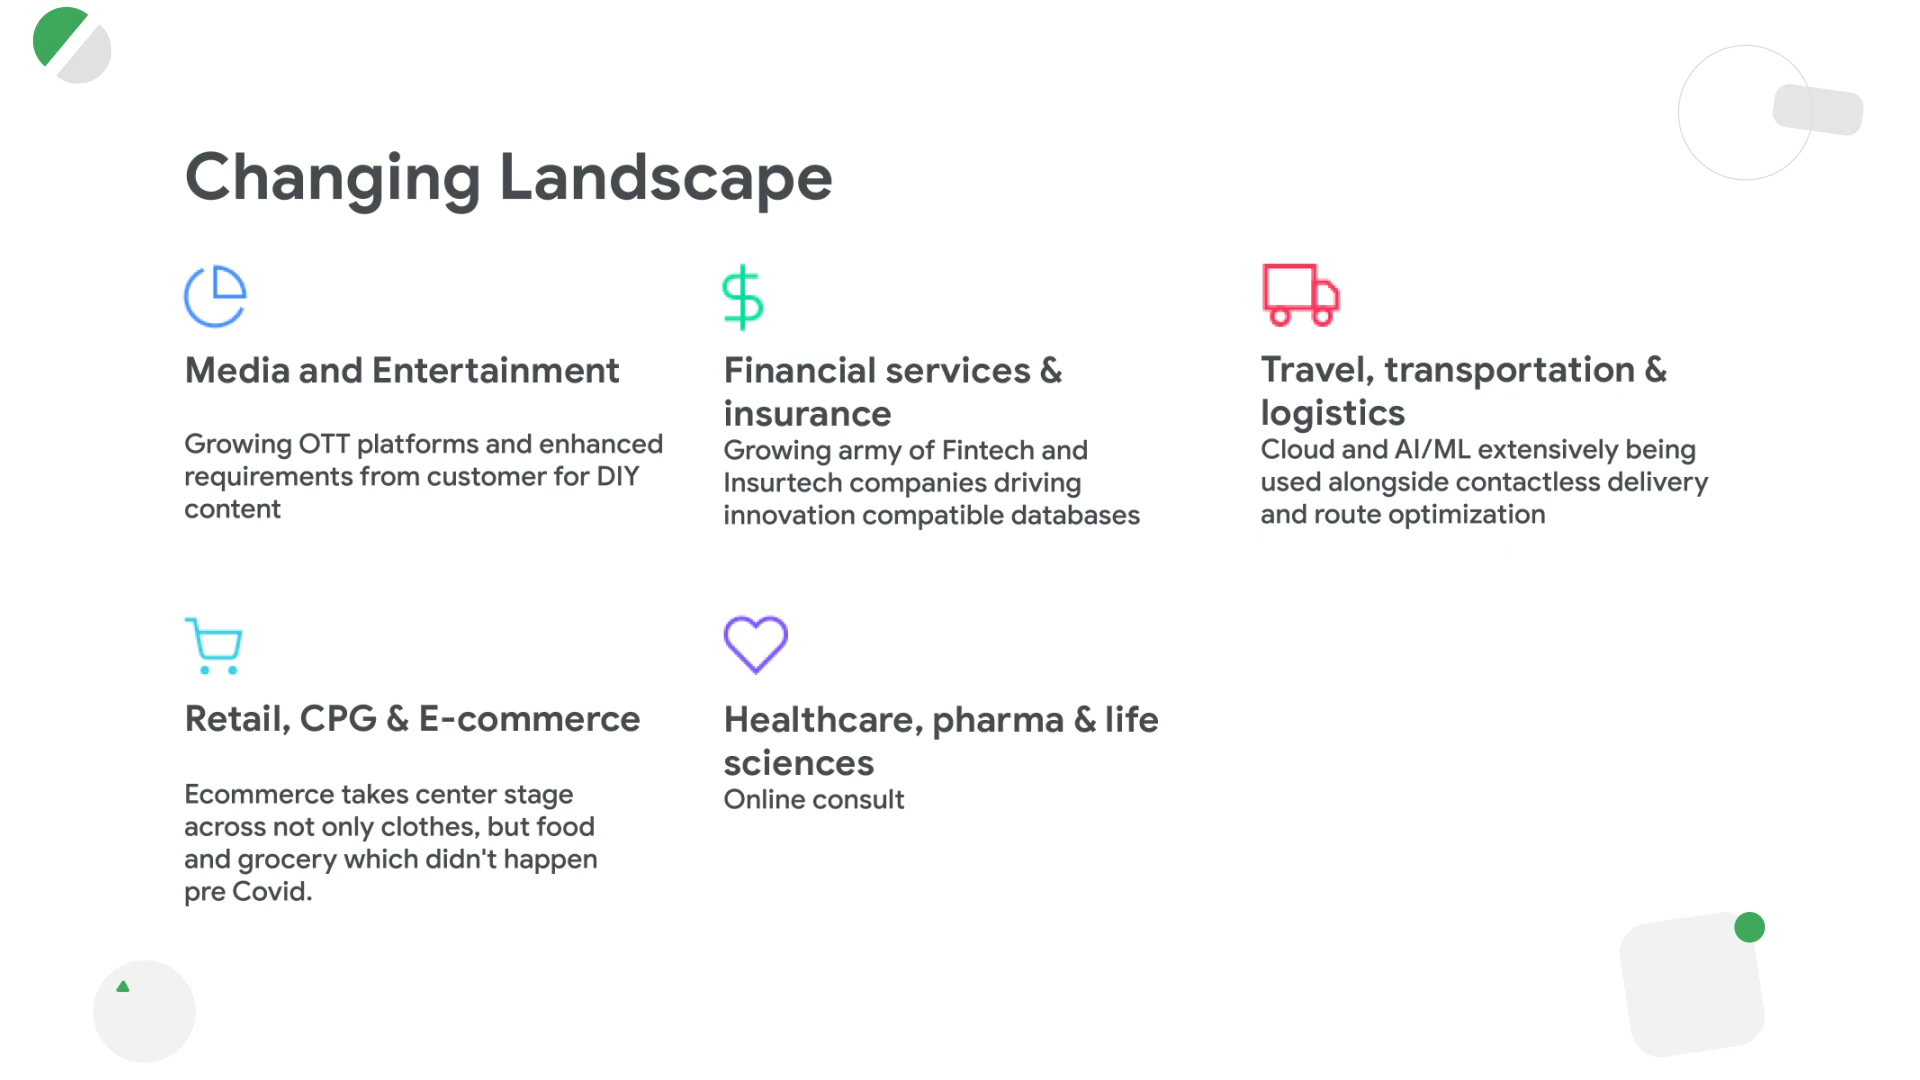 Changing Landscape
Media and Entertainment
Growing OTT platforms and enhanced
requirements from customer for DIY
content
Financial services &
insurance
Growing army of Fintech and
Insurtech companies driving
innovation compatible databases
Travel, transportation &
logistics
Cloud and AI/ML extensively being
used alongside contactless delivery
and route optimization
Retail, CPG & E-commerce
Ecommerce takes center stage
across not only clothes, but food
and grocery which didn't happen
pre Covid.
Healthcare, pharma & life
sciences
Online consult